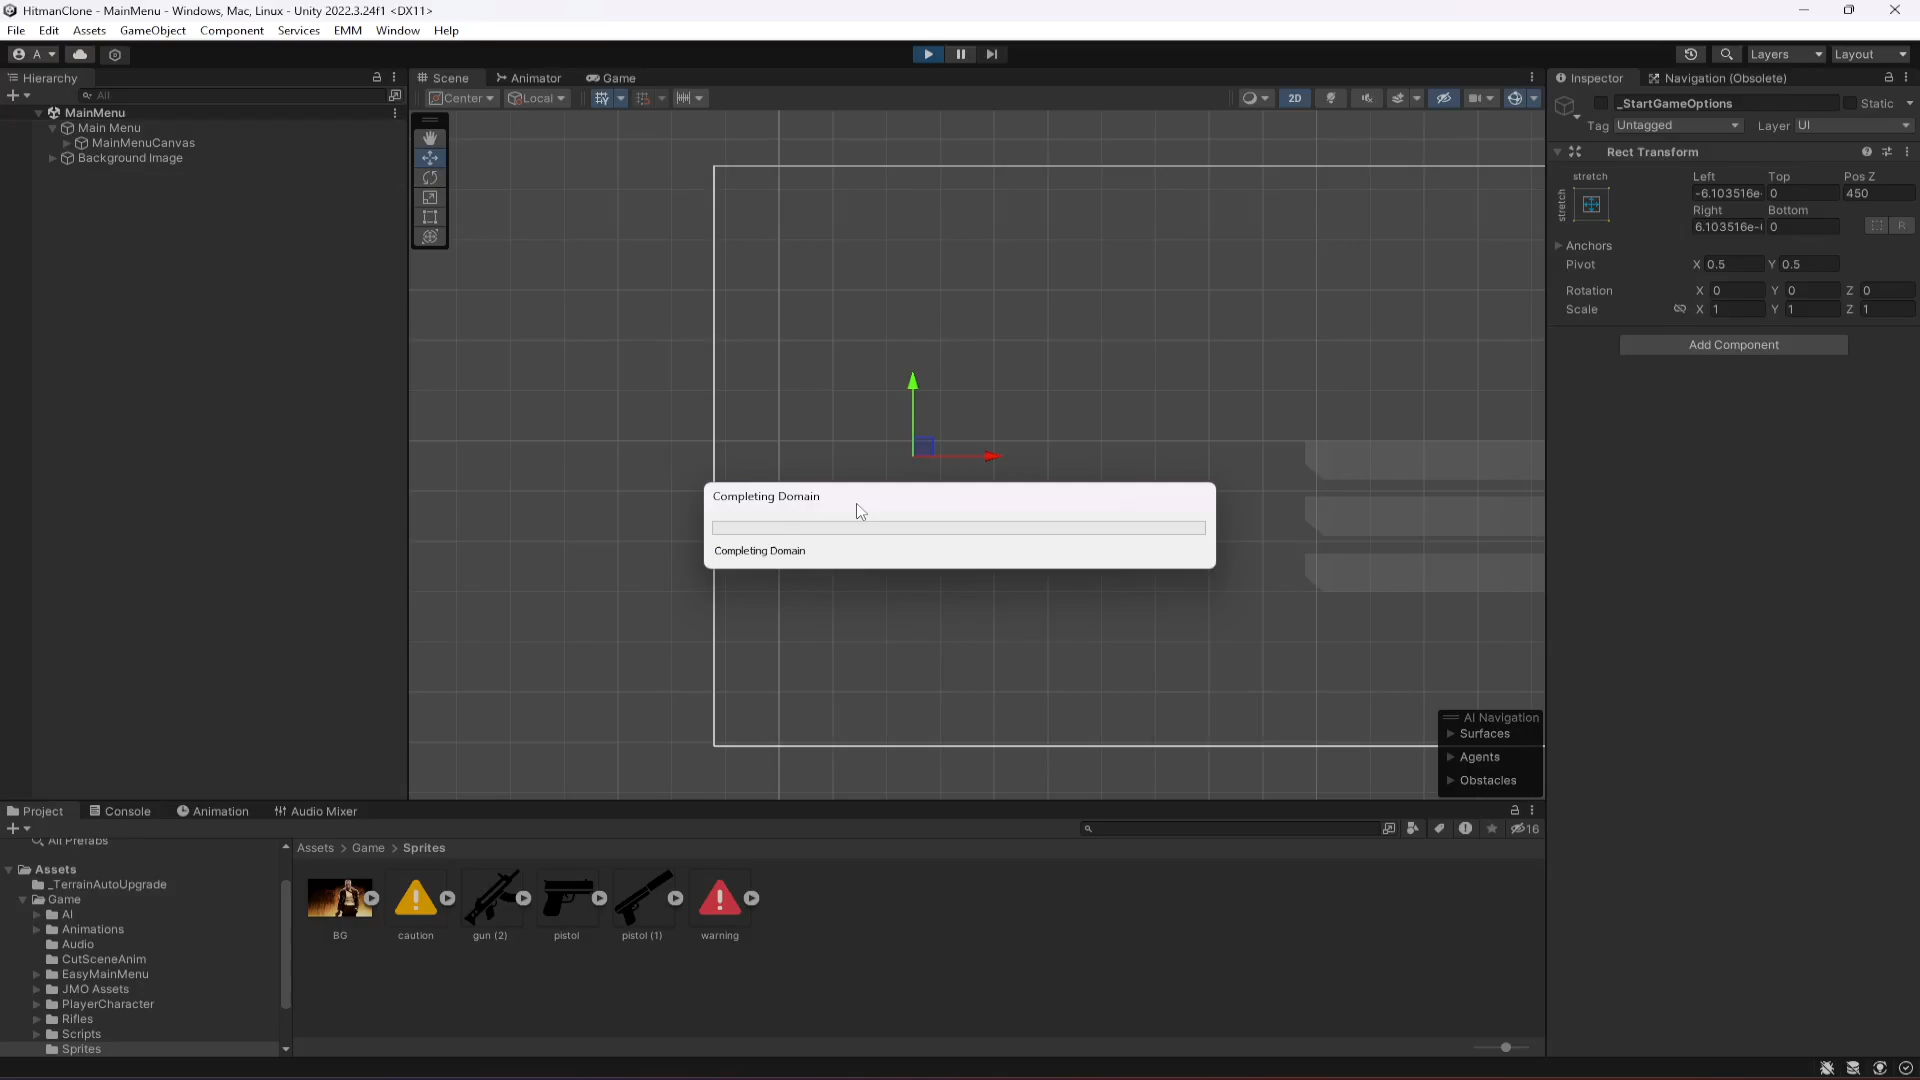 HitmanClone - MainMenu - Windows, Mac, Linux - Unity 2022.3.24f1 <DX11>
File Edit Assets GameObject Component Services EMM Window Help
A Layers Layout
Hierarchy Scene Animator Game Inspector Navigation (Obsolete)
All Center Local 2D
_StartGameOptions Static
Tag Untagged Layer UI
MainMenu
Main Menu
MainMenuCanvas
Background Image
Rect Transform
stretch Left Top Pos Z
stretch -6.103516e- 0 450
Right Bottom
6.103516e-( 0 R
Anchors
Pivot X 0.5 Y 0.5
Rotation X 0 Y 0 Z 0
Scale X 1 Y 1 Z 1
Add Component
Completing Domain
Completing Domain
AI Navigation
Surfaces
Agents
Obstacles
Project Console Animation Audio Mixer
16
All Prefabs
Assets > Game > Sprites
Assets
_TerrainAutoUpgrade
Game
AI
Animations
Audio
CutSceneAnim
EasyMainMenu
JMO Assets
PlayerCharacter
Rifles
Scripts
Sprites
BG caution gun (2) pistol pistol (1) warning